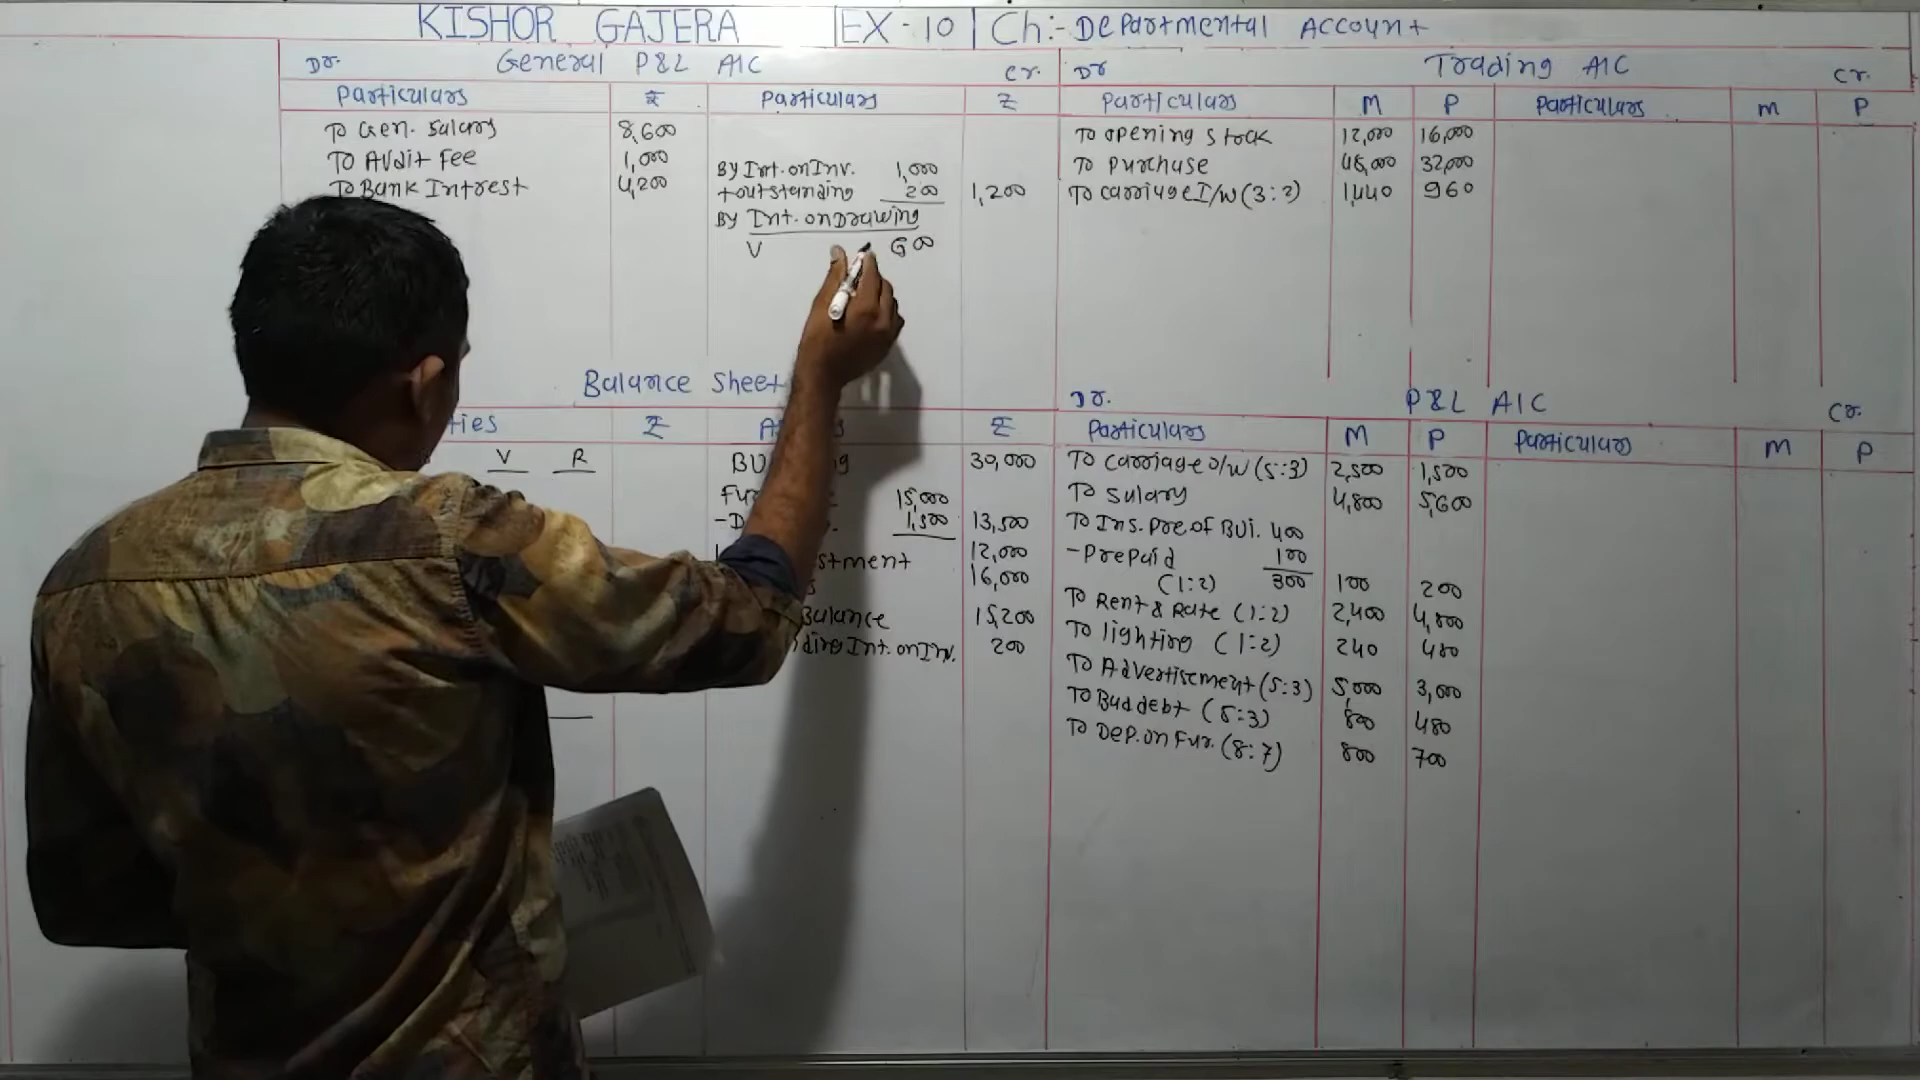 KISHOR GAJERA EX-10 Ch:- Departmental Account
Dr. General P&L A/C Cr.
Particulars ₹ Particulars ₹
To Gen. Salary 8,600
To Audit Fee 1,000 By Int. on Inv. 1,000
To Bank Intrest 4,200 + outstanding 200 1,200
By Int. on Drawing
V 600
Dr Trading A/C Cr.
Particulars M P Particulars M P
To opening stock 12,000 16,000
To Purchase 48,000 32,000
To carriage I/W (3:2) 1,440 960
Balance Sheet
ties ₹ ₹
V R
30,000
15,000
1,500 13,500
stment 12,000
16,000
Balance 15,200
Int. on Inv. 200
Dr. P&L A/C Cr.
Particulars M P Particulars M P
To carriage O/W (5:3) 2,500 1,500
To Salary 4,800 5,600
To Ins. Pre. of BUi. 400
- Prepaid 100
(1:2) 300 100 200
To Rent & Rate (1:2) 2,400 4,800
To lighting (1:2) 240 480
To Advertisement (5:3) 5,000 3,000
To Bad debt (5:3) 800 480
To Dep. on Fur. (8:7) 800 700